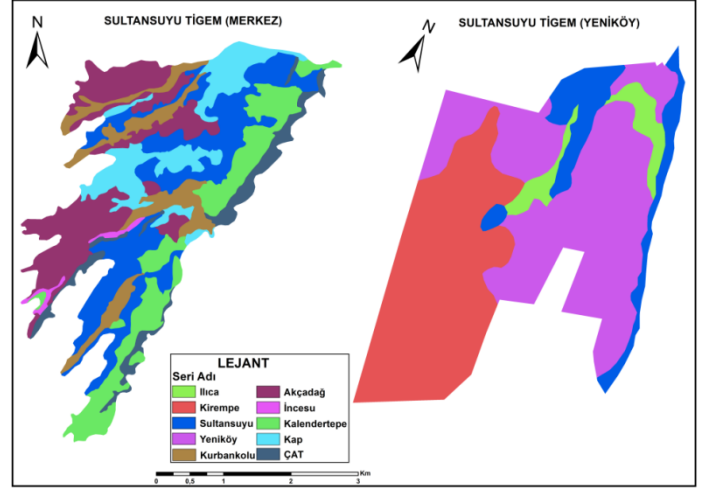 SULTANSUYU TİGEM (MERKEZ)
SULTANSUYU TİGEM (YENİKÖY)
N
N
LEJANT
Seri Adı
Ilıca
Kirempe
Sultansuyu
Yeniköy
Kurbankolu
Akçadağ
İncesu
Kalendertepe
Kap
ÇAT
0 0,5 1 2 3 Km